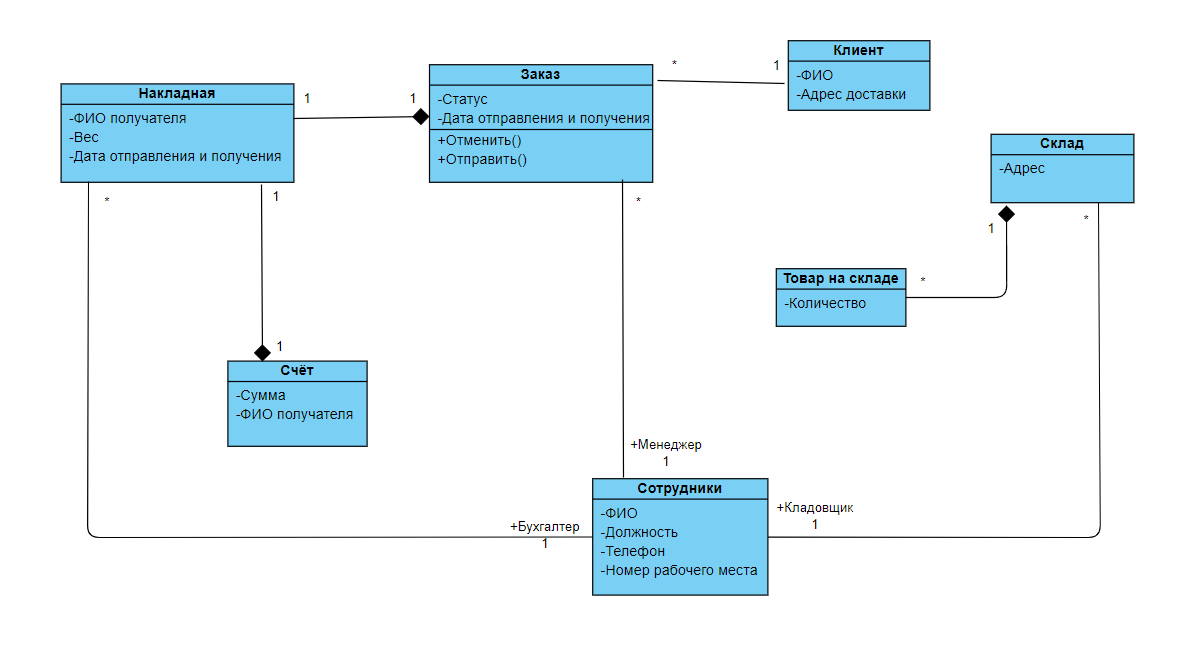 Накладная
-ФИО получателя
-Вес
-Дата отправления и получения
1
1
Заказ
-Статус
-Дата отправления и получения
+Отменить()
+Отправить()
*
1
Клиент
-ФИО
-Адрес доставки
Склад
-Адрес
*
1
*
1
*
Товар на складе
-Количество
*
1
Счёт
-Сумма
-ФИО получателя
+Менеджер
1
Сотрудники
-ФИО
-Должность
-Телефон
-Номер рабочего места
+Бухгалтер
1
+Кладовщик
1